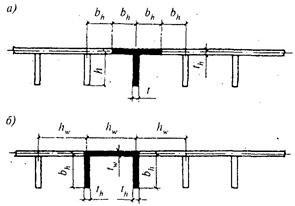 а)
b_h b_h b_h b_h
h
t_h
t
б)
h_w h_w h_w
b_h t_w b_h
t_h t_h